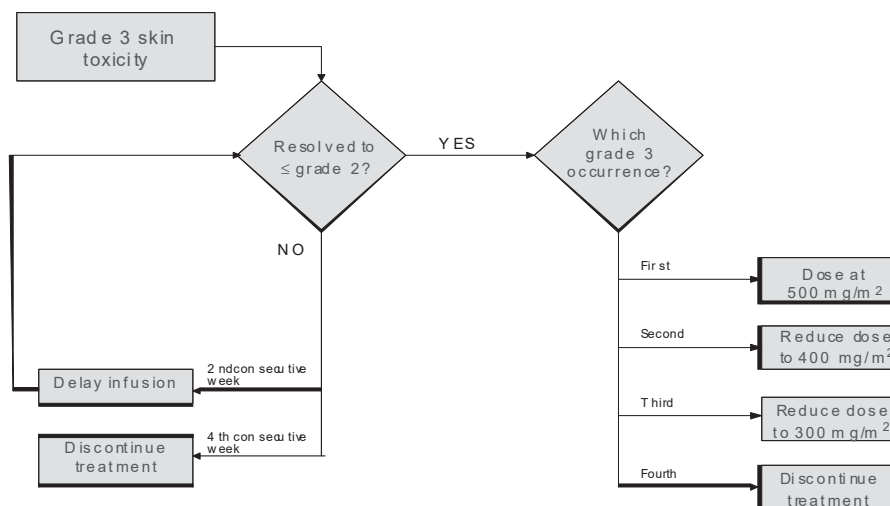 Grade 3 skin
toxicity
Resolved to
≤ grade 2?
YES
Which
grade 3
occurrence?
NO
First
Dose at
500 mg/m²
Second
Reduce dose
to 400 mg/m²
2ndconsecutive
week
Delay infusion
Third
Reduce dose
to 300 mg/m²
4th consecutive
week
Discontinue
treatment
Fourth
Discontinue
treatment